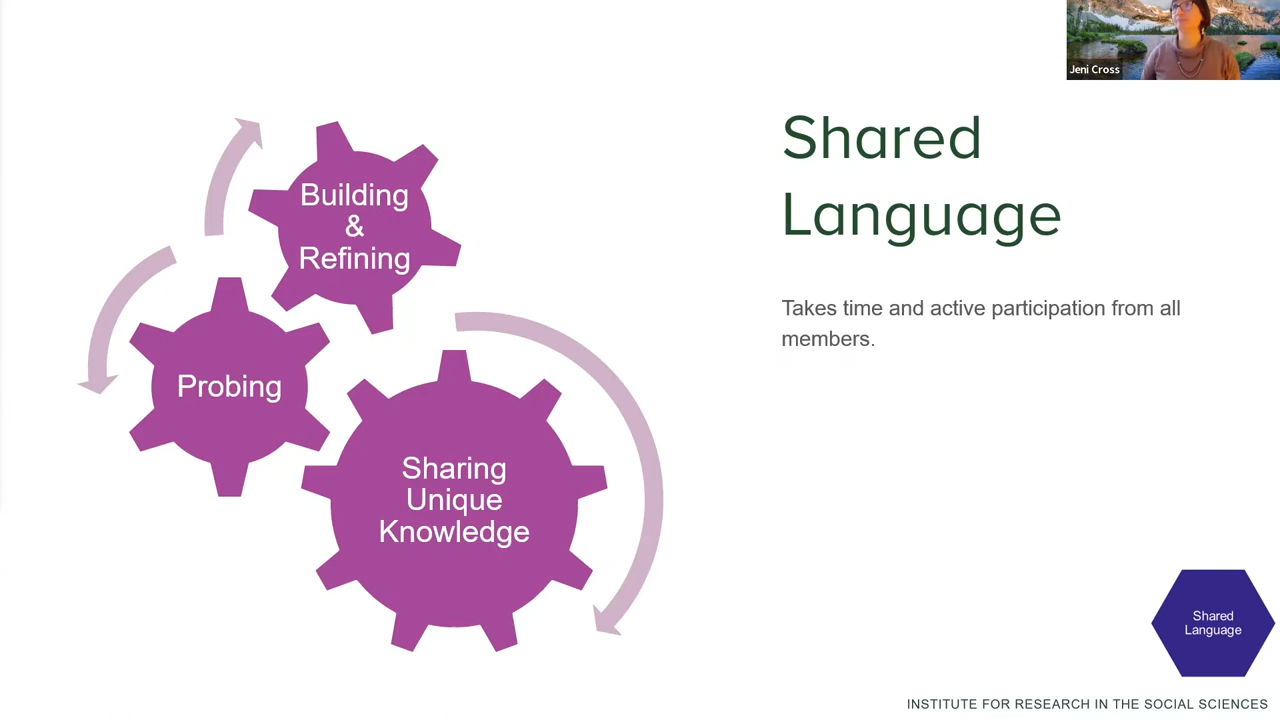 Jeni Cross
Shared
Language
Takes time and active participation from all
members.
Building
&
Refining
Probing
Sharing
Unique
Knowledge
Shared
Language
INSTITUTE FOR RESEARCH IN THE SOCIAL SCIENCES